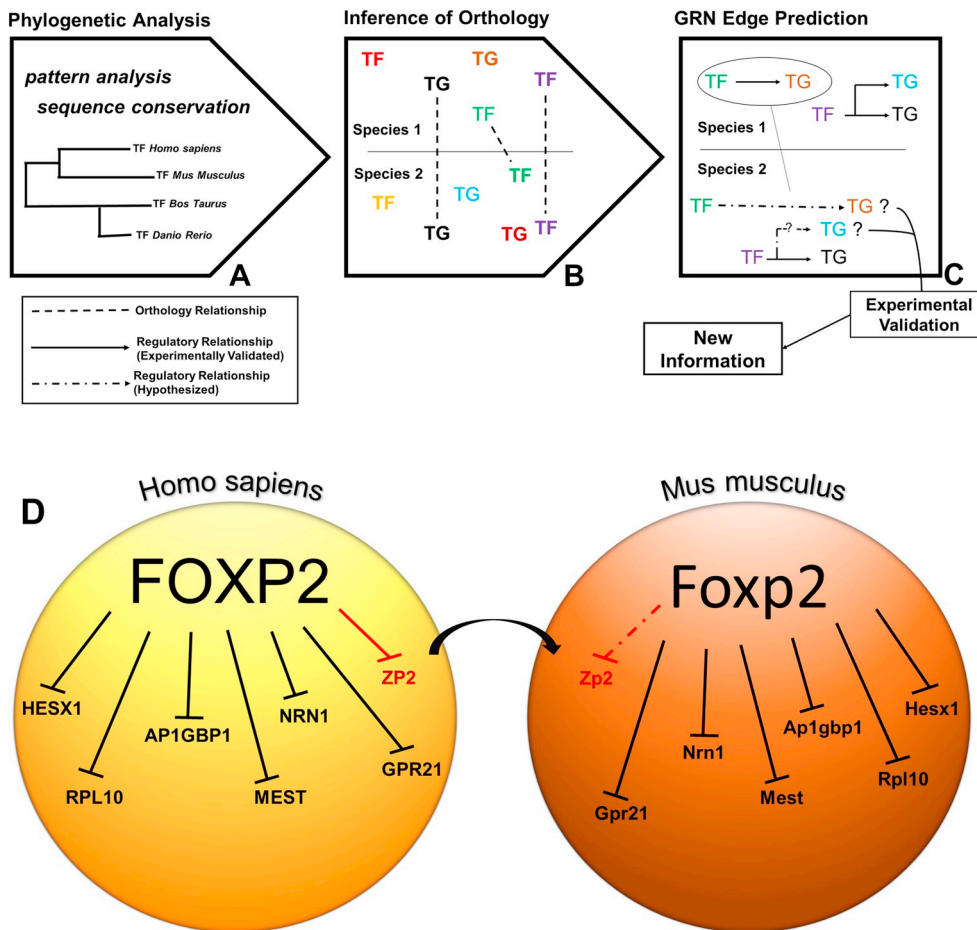 Phylogenetic Analysis
pattern analysis
sequence conservation
TF Homo sapiens
TF Mus Musculus
TF Bos Taurus
TF Danio Rerio
A
Inference of Orthology
TF
TG
TG
TF
TF
Species 1
Species 2
TF
TF
TG
TG
TG
TF
B
GRN Edge Prediction
TF
TG
TG
TF
TG
Species 1
Species 2
TF
TG ?
?
TG ?
TF
TG
C
Orthology Relationship
Regulatory Relationship
(Experimentally Validated)
Regulatory Relationship
(Hypothesized)
Experimental
Validation
New
Information
D
Homo sapiens
FOXP2
HESX1
RPL10
AP1GBP1
MEST
NRN1
GPR21
ZP2
Mus musculus
Foxp2
Zp2
Gpr21
Nrn1
Mest
Ap1gbp1
Rpl10
Hesx1